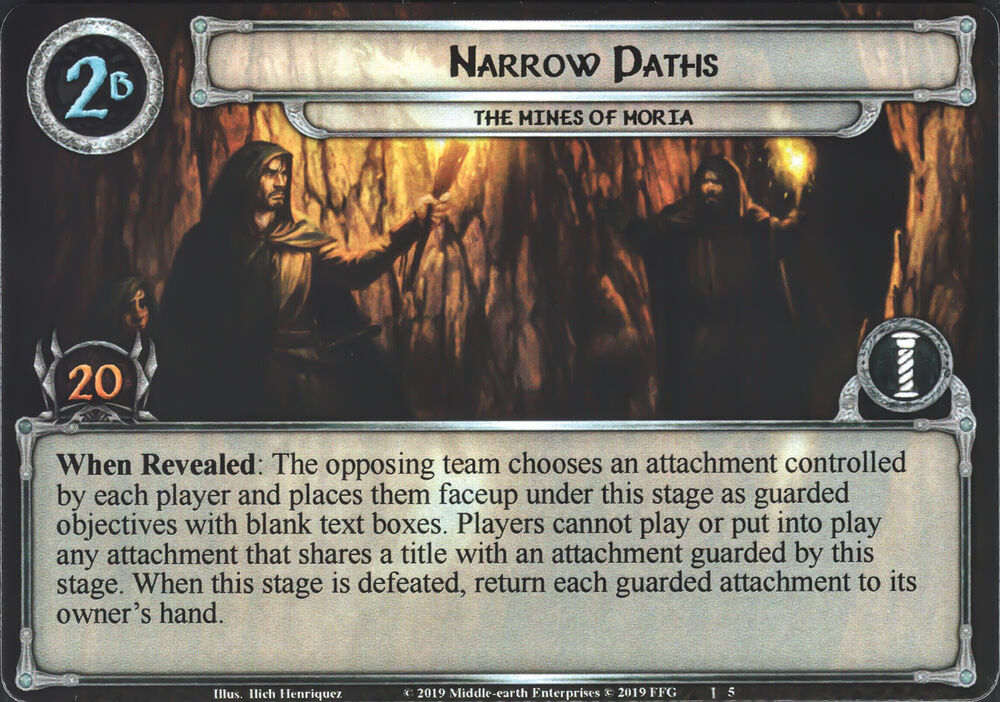 2B
NARROW PATHS
THE MINES OF MORIA
20
When Revealed: The opposing team chooses an attachment controlled
by each player and places them faceup under this stage as guarded
objectives with blank text boxes. Players cannot play or put into play
any attachment that shares a title with an attachment guarded by this
stage. When this stage is defeated, return each guarded attachment to its
owner's hand.
Illus. Ilich Henriquez © 2019 Middle-earth Enterprises © 2019 FFG I 5